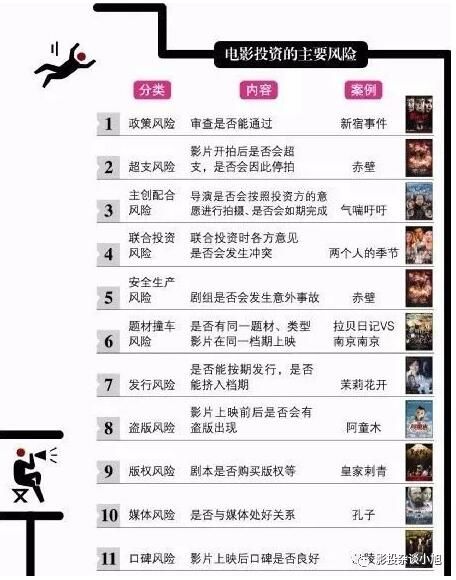 电影投资的主要风险
分类 内容 案例
1 政策风险 审查是否能通过 新宿事件
影片开拍后是否会超
2 超支风险 支，是否会因此停拍 赤壁
主创配合 导演是否会按照投资方的意
3 风险 愿进行拍摄、是否会如期完成 气喘吁吁
联合投资 联合投资时各方意见
4 风险 是否会发生冲突 两个人的季节
安全生产
5 风险 剧组是否会发生意外事故 赤壁
题材撞车 是否有同一题材、类型 拉贝日记VS
6 风险 影片在同一档期上映 南京南京
是否能按期发行，是否
7 发行风险 能挤入档期 茉莉花开
影片上映前后是否会有
8 盗版风险 盗版出现 阿童木
9 版权风险 剧本是否购买版权等 皇家刺青
10 媒体风险 是否与媒体处好关系 孔子
11 口碑风险 影片上映后口碑是否良好 陵
影投杂谈小旭